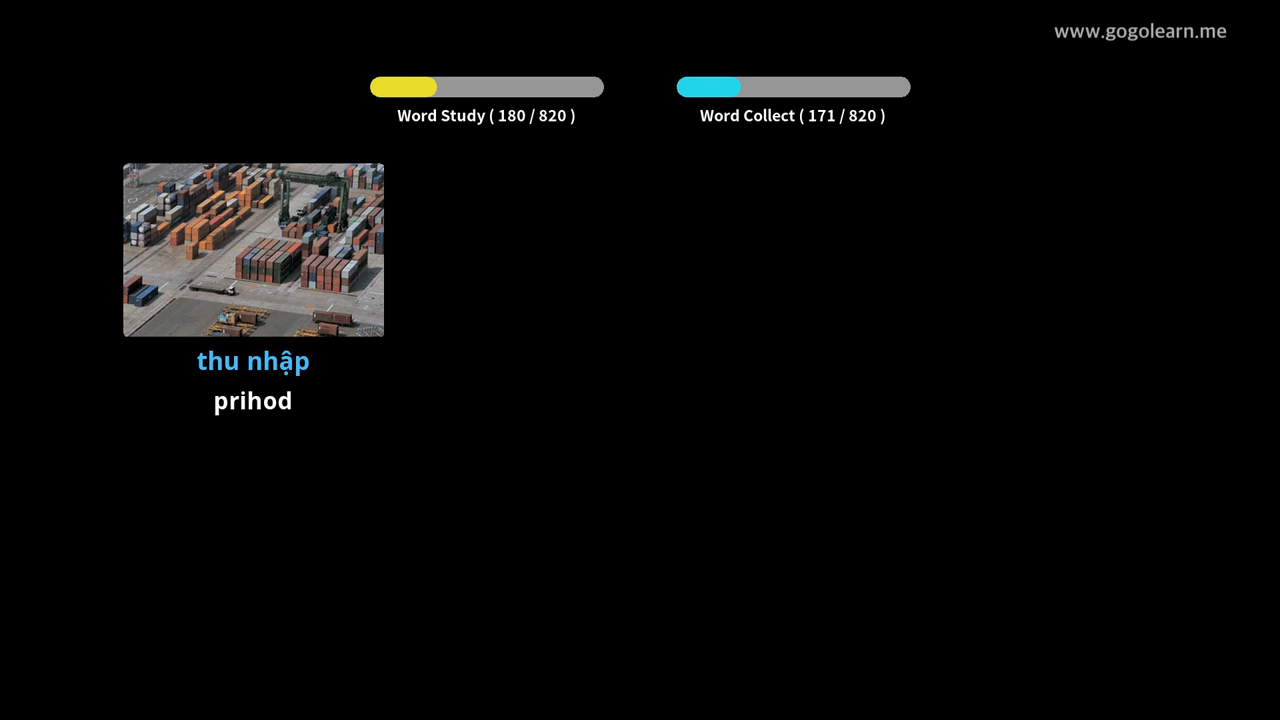 www.gogolearn.me
Word Study ( 180 / 820 )
Word Collect ( 171 / 820 )
thu nhập
prihod